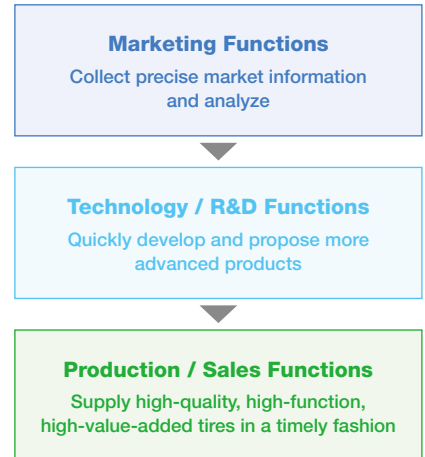 Marketing Functions
Collect precise market information
and analyze
Technology / R&D Functions
Quickly develop and propose more
advanced products
Production / Sales Functions
Supply high-quality, high-function,
high-value-added tires in a timely fashion